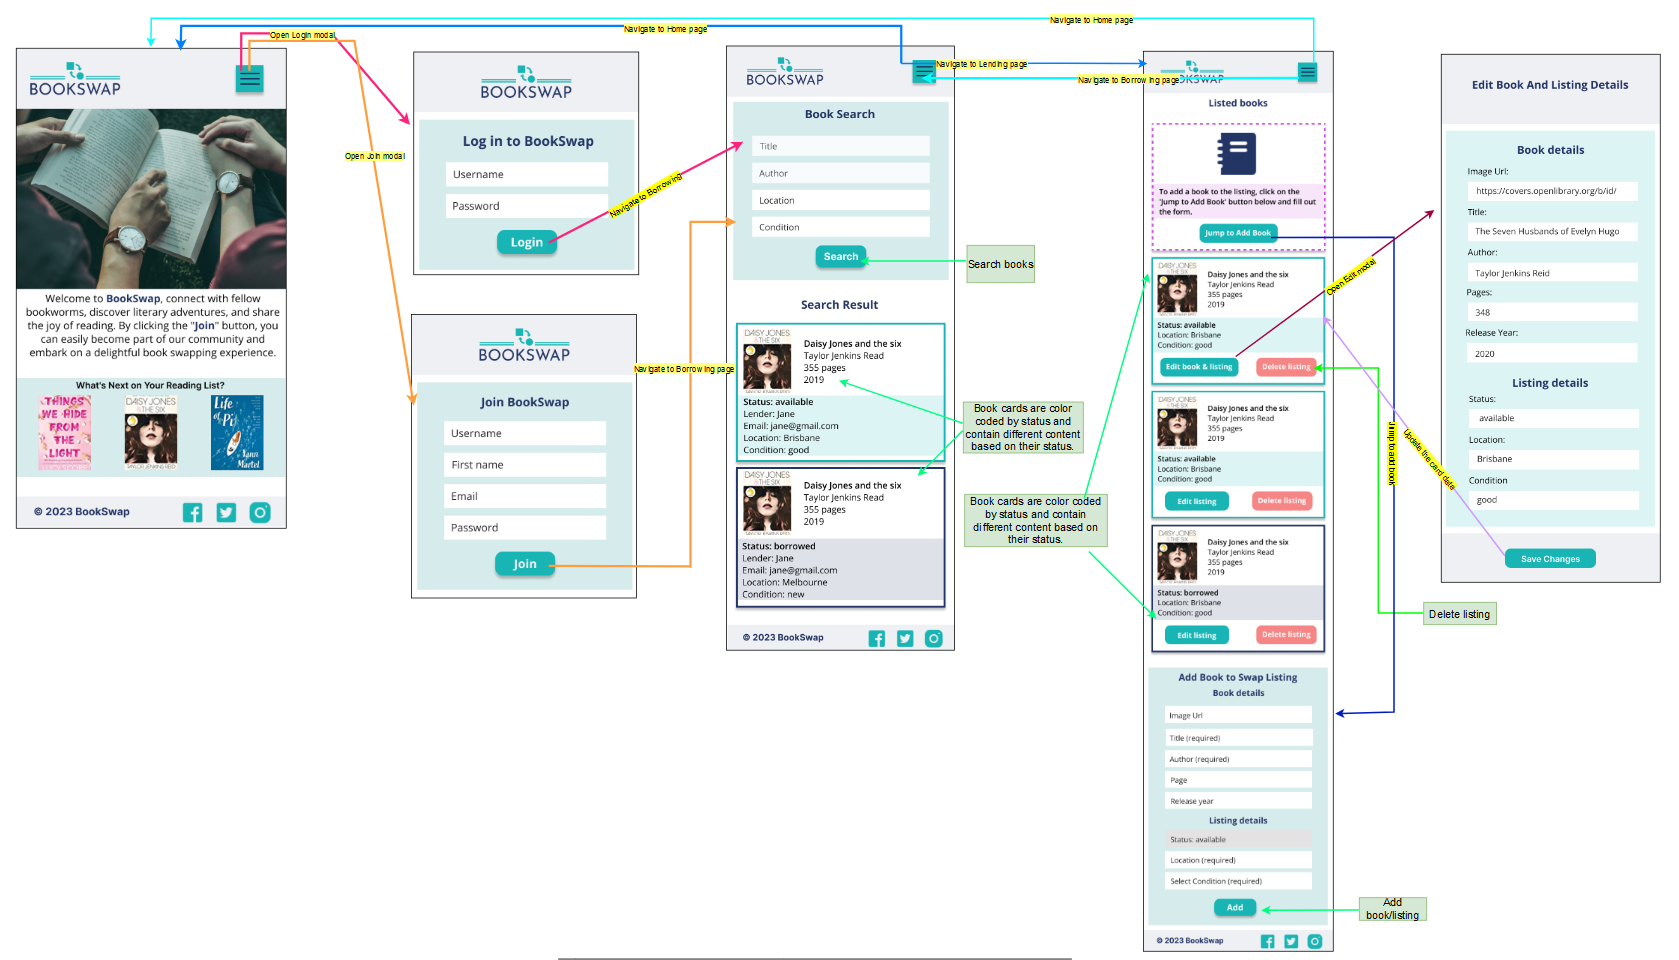 Navigate to Home page
Navigate to Home page
Open Login modal
Navigate to Lending page
Navigate to Borrowing page
Open Join modal
BOOKSWAP
Welcome to BookSwap, connect with fellow
bookworms, discover literary adventures, and share
the joy of reading. By clicking the "Join" button, you
can easily become part of our community and
embark on a delightful book swapping experience.
What's Next on Your Reading List?
THINGS
WE HIDE
FROM
THE
LIGHT
DAISY JONES
& THE SIX
TAYLOR JENKINS REID
Life
of Pi
Yann
Martel
© 2023 BookSwap
BOOKSWAP
Log in to BookSwap
Username
Password
Login
Navigate to Borrowing
BOOKSWAP
Join BookSwap
Username
First name
Email
Password
Join
Navigate to Borrowing page
BOOKSWAP
Book Search
Title
Author
Location
Condition
Search
Search books
Search Result
DAISY JONES
& THE SIX
TAYLOR JENKINS REID
Daisy Jones and the six
Taylor Jenkins Read
355 pages
2019
Status: available
Lender: Jane
Email: jane@gmail.com
Location: Brisbane
Condition: good
DAISY JONES
& THE SIX
TAYLOR JENKINS REID
Daisy Jones and the six
Taylor Jenkins Read
355 pages
2019
Status: borrowed
Lender: Jane
Email: jane@gmail.com
Location: Melbourne
Condition: new
© 2023 BookSwap
Book cards are color
coded by status and
contain different content
based on their status.
Book cards are color coded
by status and contain
different content based on
their status.
BOOKSWAP
Listed books
To add a book to the listing, click on the
'Jump to Add Book' button below and fill out
the form.
Jump to Add Book
DAISY JONES
& THE SIX
TAYLOR JENKINS REID
Daisy Jones and the six
Taylor Jenkins Read
355 pages
2019
Status: available
Location: Brisbane
Condition: good
Edit book & listing
Delete listing
DAISY JONES
& THE SIX
TAYLOR JENKINS REID
Daisy Jones and the six
Taylor Jenkins Read
355 pages
2019
Status: available
Location: Brisbane
Condition: good
Edit listing
Delete listing
DAISY JONES
& THE SIX
TAYLOR JENKINS REID
Daisy Jones and the six
Taylor Jenkins Read
355 pages
2019
Status: borrowed
Location: Brisbane
Condition: good
Edit listing
Delete listing
Add Book to Swap Listing
Book details
Image Url
Title (required)
Author (required)
Page
Release year
Listing details
Status: available
Location (required)
Select Condition (required)
Add
© 2023 BookSwap
Open Edit modal
Jump to add book
Update the card data
Delete listing
Add
book/listing
Edit Book And Listing Details
Book details
Image Url:
https://covers.openlibrary.org/b/id/
Title:
The Seven Husbands of Evelyn Hugo
Author:
Taylor Jenkins Reid
Pages:
348
Release Year:
2020
Listing details
Status:
available
Location:
Brisbane
Condition
good
Save Changes